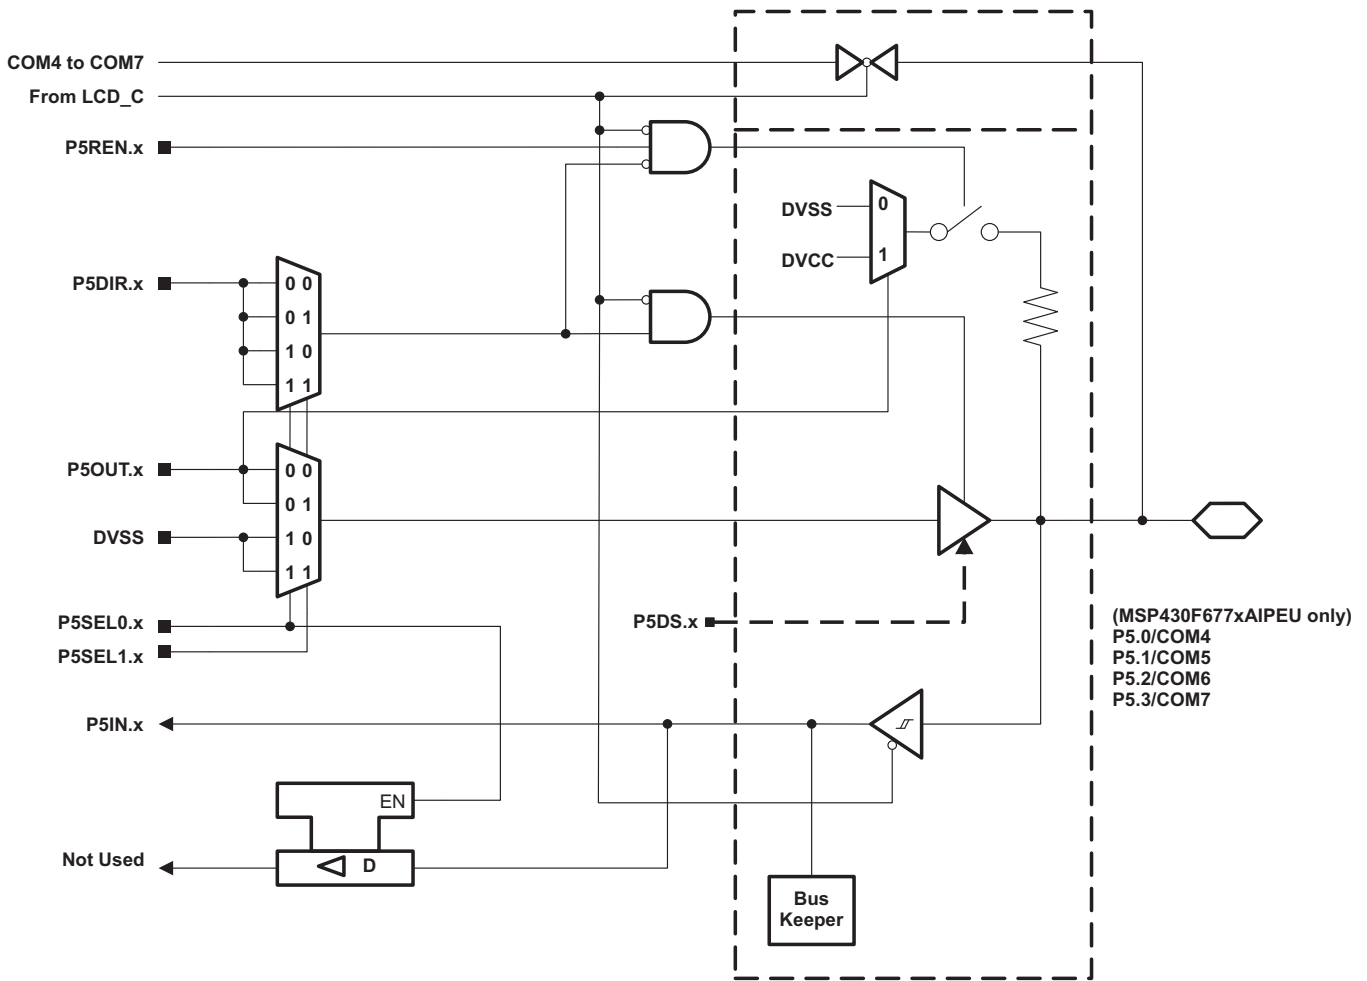 COM4 to COM7
From LCD_C
P5REN.x
DVSS
0
DVCC
1
P5DIR.x
0 0
0 1
1 0
1 1
P5OUT.x
0 0
0 1
DVSS
1 0
1 1
P5SEL0.x
P5DS.x
P5SEL1.x
(MSP430F677xAIPEU only)
P5.0/COM4
P5.1/COM5
P5.2/COM6
P5.3/COM7
P5IN.x
EN
Not Used
D
Bus
Keeper